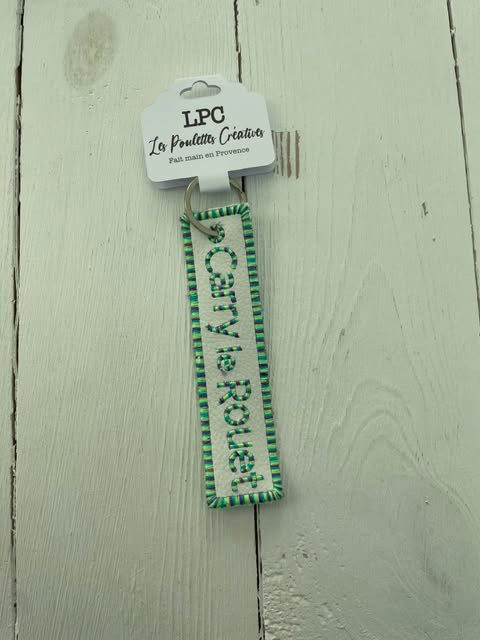 LPC
Les Poulettes Créatives
Fait main en Provence
Carry le Rouet